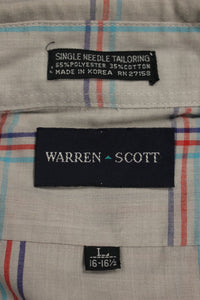 SINGLE NEEDLE TAILORING
65% POLYESTER 35% COTTON
MADE IN KOREA RN 27158
WARREN SCOTT
L
16-16½